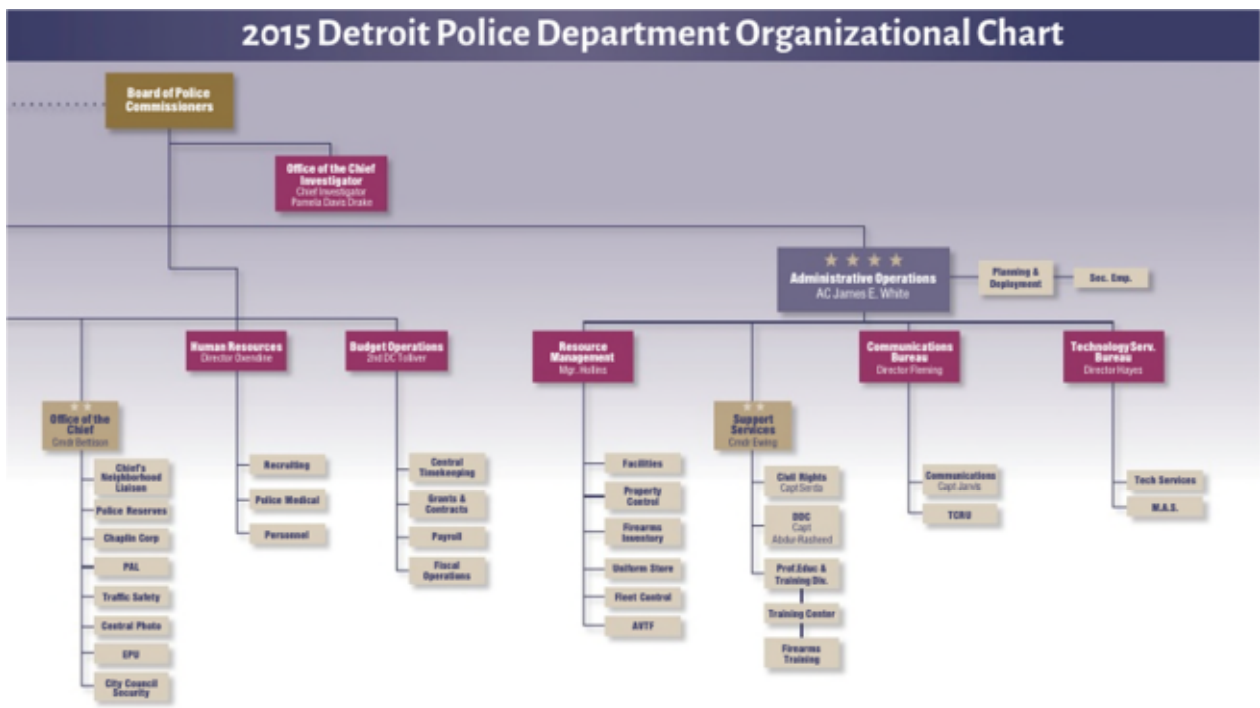 2015 Detroit Police Department Organizational Chart
Board of Police
Commissioners
Office of the Chief
Investigator
Chief Investigator
Pamela Davis Drake
Administrative Operations
AC James E. White
Planning &
Deployment
Sec. Emp.
Human Resources
Director Oxendine
Budget Operations
2nd DC Tolliver
Resource
Management
Mgr. Hollins
Communications
Bureau
Director Fleming
Technology Serv.
Bureau
Director Hayes
Office of the
Chief
Cmdr Bettison
Support
Services
Cmdr Ewing
Chief's
Neighborhood
Liaison
Police Reserves
Chaplin Corp
PAL
Traffic Safety
Central Photo
EPU
City Council
Security
Recruiting
Police Medical
Personnel
Central
Timekeeping
Grants &
Contracts
Payroll
Fiscal
Operations
Facilities
Property
Control
Firearms
Inventory
Uniform Store
Fleet Control
AVTF
Civil Rights
Capt Serda
DDC
Capt
Abdur-Rasheed
Prof.Educ &
Training Div.
Training Center
Firearms
Training
Communications
Capt Jarvis
TCRU
Tech Services
M.A.S.